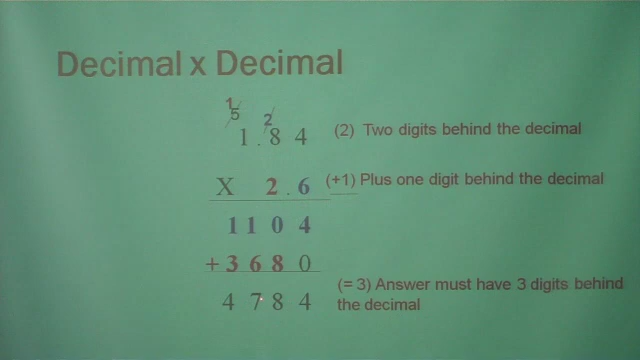 Decimal x Decimal
1
5 2
1.84 (2) Two digits behind the decimal
X 2.6 (+1) Plus one digit behind the decimal
1104
+3680
4784 (= 3) Answer must have 3 digits behind
the decimal